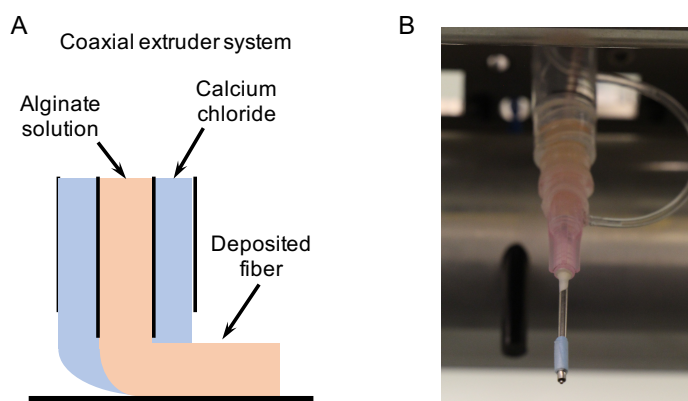 A
Coaxial extruder system
Alginate
solution
Calcium
chloride
Deposited
fiber
B